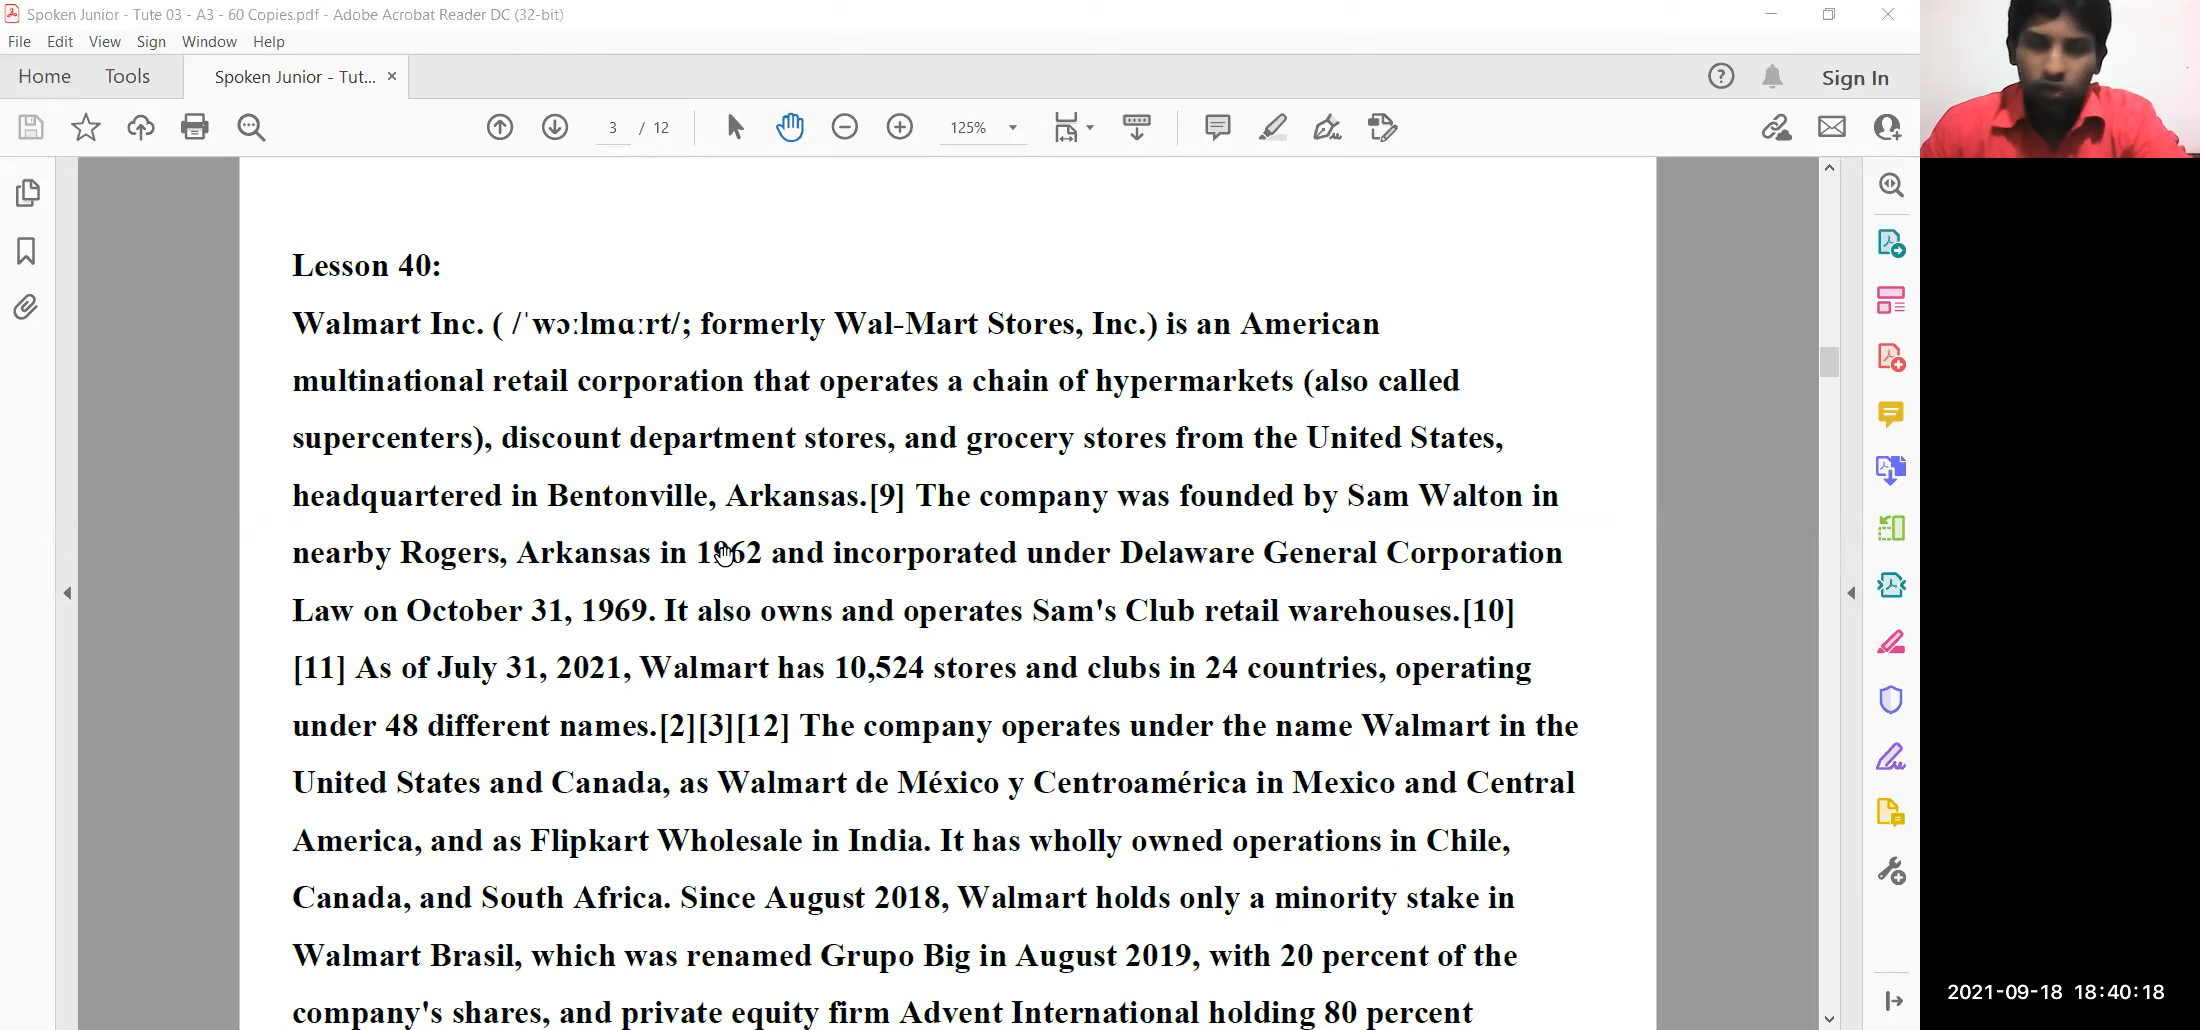 Spoken Junior - Tute 03 - A3 - 60 Copies.pdf - Adobe Acrobat Reader DC (32-bit)
File Edit View Sign Window Help
Home Tools Spoken Junior - Tut... × Sign In
3 / 12 125%
Lesson 40:
Walmart Inc. ( /ˈwɔːlmɑːrt/; formerly Wal-Mart Stores, Inc.) is an American
multinational retail corporation that operates a chain of hypermarkets (also called
supercenters), discount department stores, and grocery stores from the United States,
headquartered in Bentonville, Arkansas.[9] The company was founded by Sam Walton in
nearby Rogers, Arkansas in 1962 and incorporated under Delaware General Corporation
Law on October 31, 1969. It also owns and operates Sam's Club retail warehouses.[10]
[11] As of July 31, 2021, Walmart has 10,524 stores and clubs in 24 countries, operating
under 48 different names.[2][3][12] The company operates under the name Walmart in the
United States and Canada, as Walmart de México y Centroamérica in Mexico and Central
America, and as Flipkart Wholesale in India. It has wholly owned operations in Chile,
Canada, and South Africa. Since August 2018, Walmart holds only a minority stake in
Walmart Brasil, which was renamed Grupo Big in August 2019, with 20 percent of the
company's shares, and private equity firm Advent International holding 80 percent
2021-09-18 18:40:18